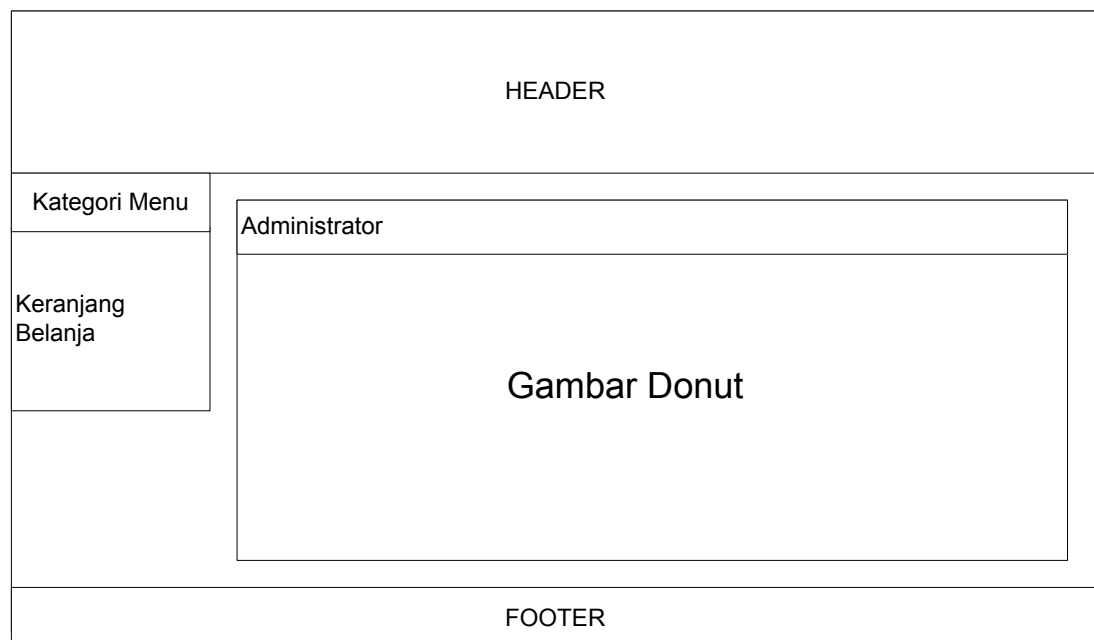 HEADER
Kategori Menu
Administrator
Keranjang
Belanja
Gambar Donut
FOOTER